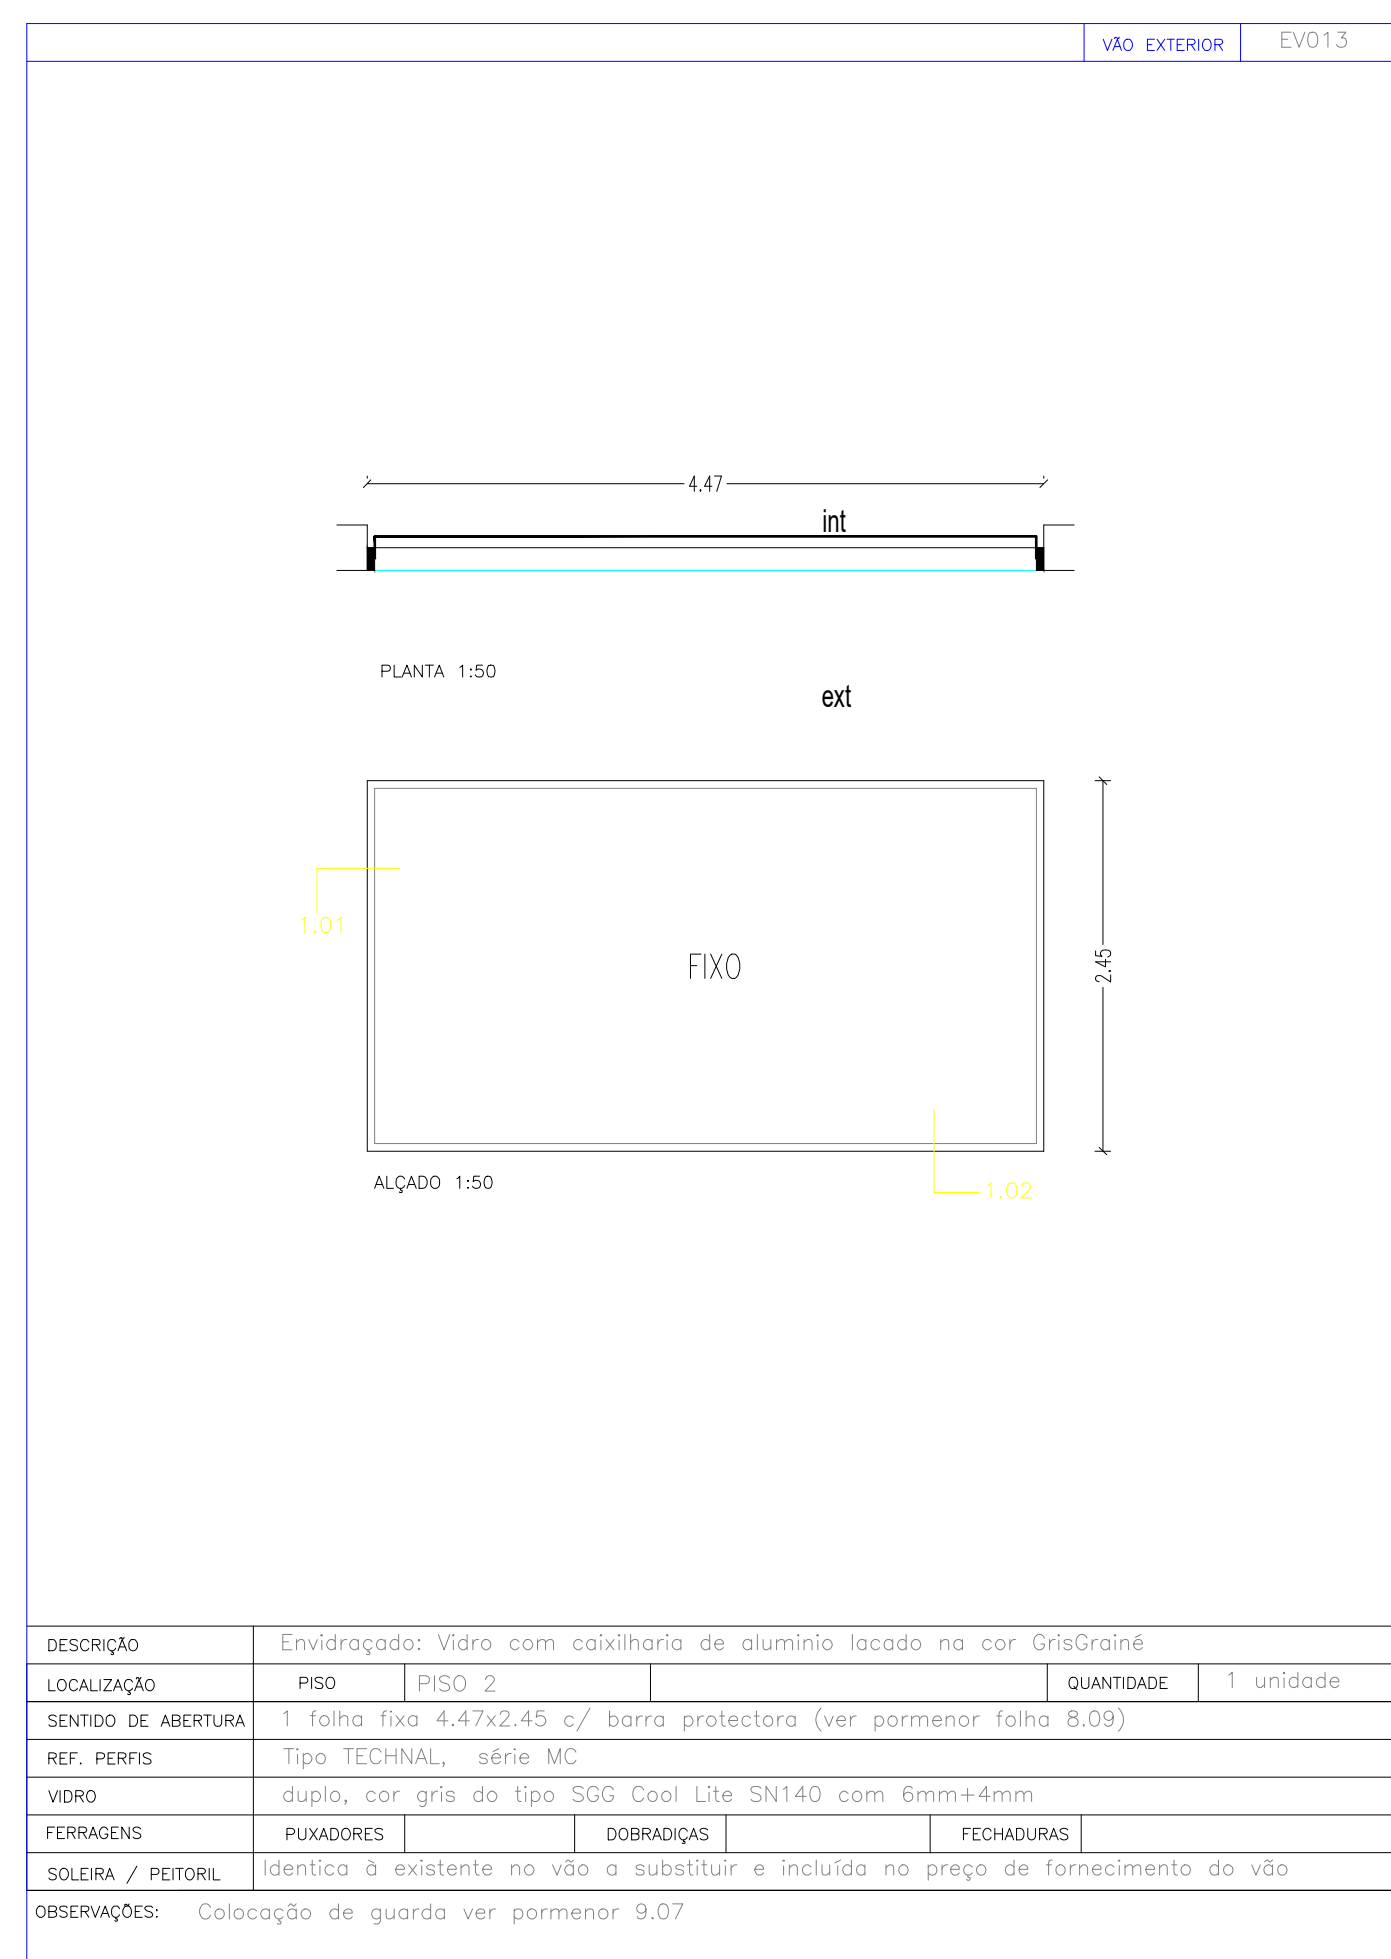 VÃO EXTERIOR EV013
4.47
int
PLANTA 1:50
ext
1.01
FIXO
2.45
ALÇADO 1:50
1.02
DESCRIÇÃO Envidraçado: Vidro com caixilharia de aluminio lacado na cor GrisGrainé
LOCALIZAÇÃO PISO PISO 2 QUANTIDADE 1 unidade
SENTIDO DE ABERTURA 1 folha fixa 4.47x2.45 c/ barra protectora (ver pormenor folha 8.09)
REF. PERFIS Tipo TECHNAL, série MC
VIDRO duplo, cor gris do tipo SGG Cool Lite SN140 com 6mm+4mm
FERRAGENS PUXADORES DOBRADIÇAS FECHADURAS
SOLEIRA / PEITORIL Identica à existente no vão a substituir e incluída no preço de fornecimento do vão
OBSERVAÇÕES: Colocação de guarda ver pormenor 9.07